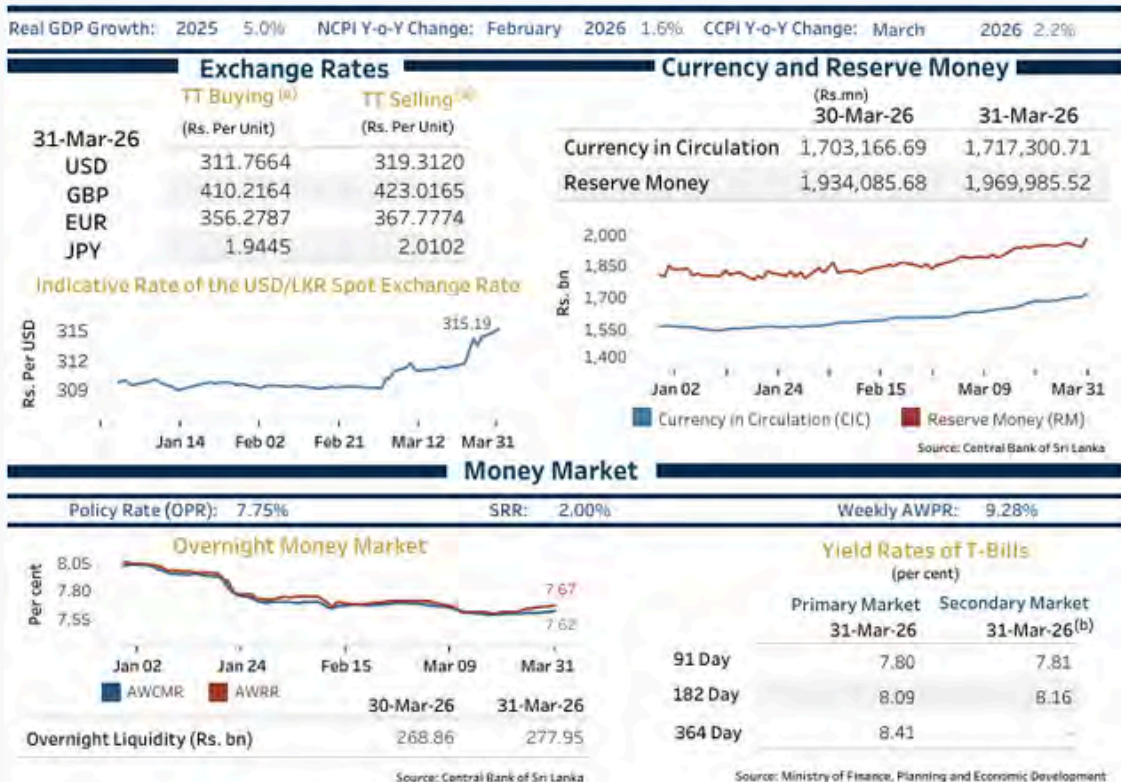 Real GDP Growth: 2025 5.0% NCPI Y-o-Y Change: February 2026 1.6% CCPI Y-o-Y Change: March 2026 2.2%
Exchange Rates
TT Buying (a) TT Selling (a)
(Rs. Per Unit) (Rs. Per Unit)
31-Mar-26
USD 311.7664 319.3120
GBP 410.2164 423.0165
EUR 356.2787 367.7774
JPY 1.9445 2.0102
Indicative Rate of the USD/LKR Spot Exchange Rate
Rs. Per USD
315
312
309
315.19
Jan 14 Feb 02 Feb 21 Mar 12 Mar 31
Currency and Reserve Money
(Rs.mn)
30-Mar-26 31-Mar-26
Currency in Circulation 1,703,166.69 1,717,300.71
Reserve Money 1,934,085.68 1,969,985.52
Rs. bn
2,000
1,850
1,700
1,550
1,400
Jan 02 Jan 24 Feb 15 Mar 09 Mar 31
Currency in Circulation (CIC) Reserve Money (RM)
Source: Central Bank of Sri Lanka
Money Market
Policy Rate (OPR): 7.75% SRR: 2.00% Weekly AWPR: 9.28%
Overnight Money Market
Per cent
8.05
7.80
7.55
7.67
7.62
Jan 02 Jan 24 Feb 15 Mar 09 Mar 31
AWCMR AWRR
30-Mar-26 31-Mar-26
Overnight Liquidity (Rs. bn) 268.86 277.95
Source: Central Bank of Sri Lanka
Yield Rates of T-Bills
(per cent)
Primary Market Secondary Market
31-Mar-26 31-Mar-26(b)
91 Day 7.80 7.81
182 Day 8.09 8.16
364 Day 8.41 -
Source: Ministry of Finance, Planning and Economic Development